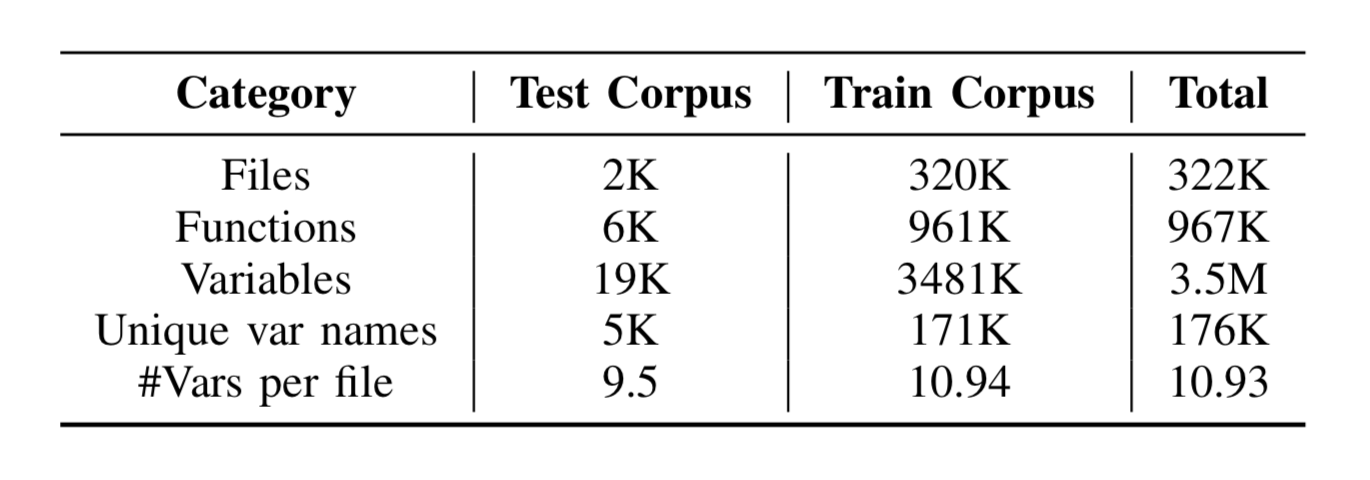 Category Test Corpus Train Corpus Total
Files 2K 320K 322K
Functions 6K 961K 967K
Variables 19K 3481K 3.5M
Unique var names 5K 171K 176K
#Vars per file 9.5 10.94 10.93